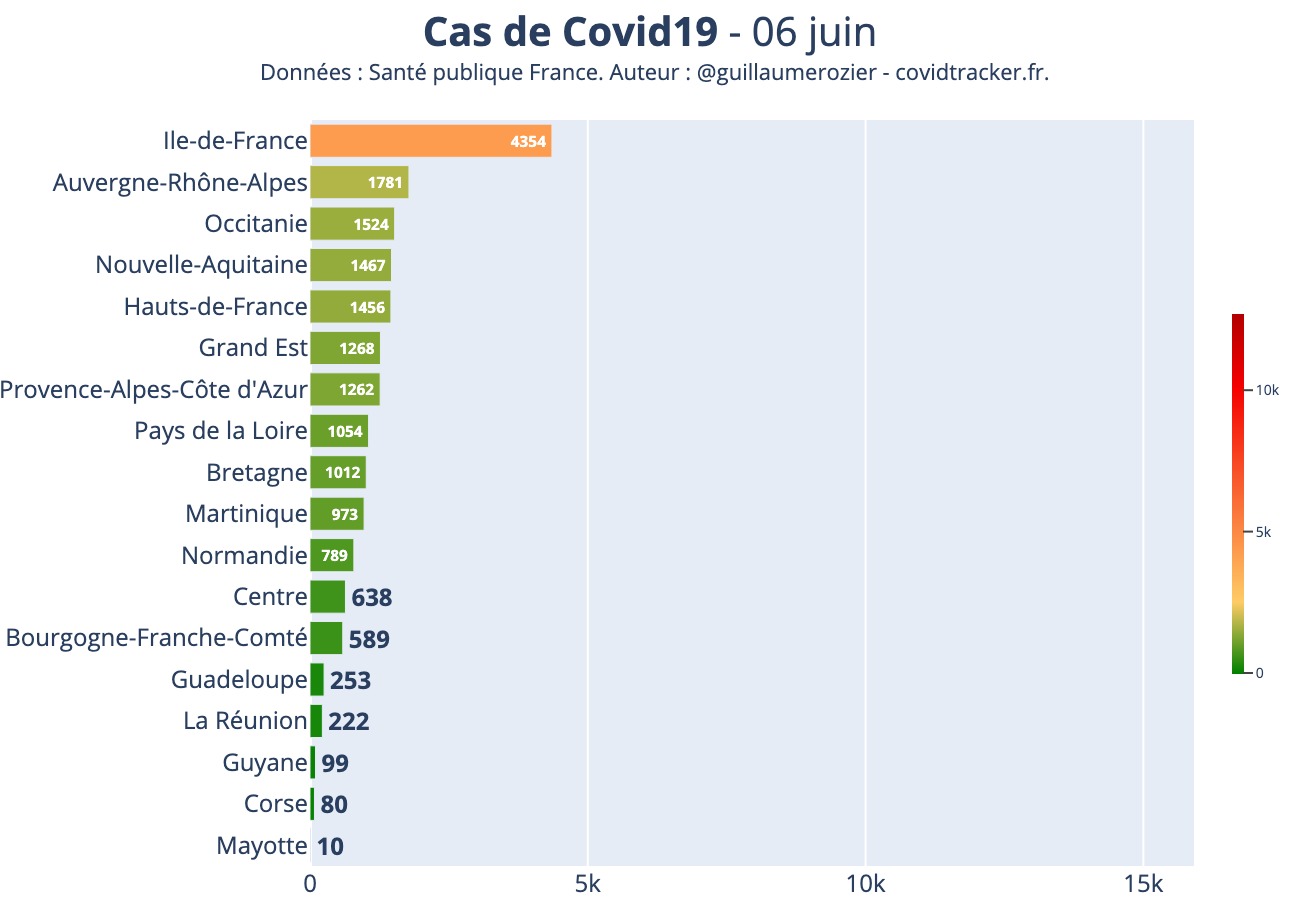 Cas de Covid19 - 06 juin
Données : Santé publique France. Auteur : @guillaumerozier - covidtracker.fr.
Ile-de-France 4354
Auvergne-Rhône-Alpes 1781
Occitanie 1524
Nouvelle-Aquitaine 1467
Hauts-de-France 1456
Grand Est 1268
Provence-Alpes-Côte d'Azur 1262
Pays de la Loire 1054
Bretagne 1012
Martinique 973
Normandie 789
Centre 638
Bourgogne-Franche-Comté 589
Guadeloupe 253
La Réunion 222
Guyane 99
Corse 80
Mayotte 10
0 5k 10k 15k
10k
5k
0